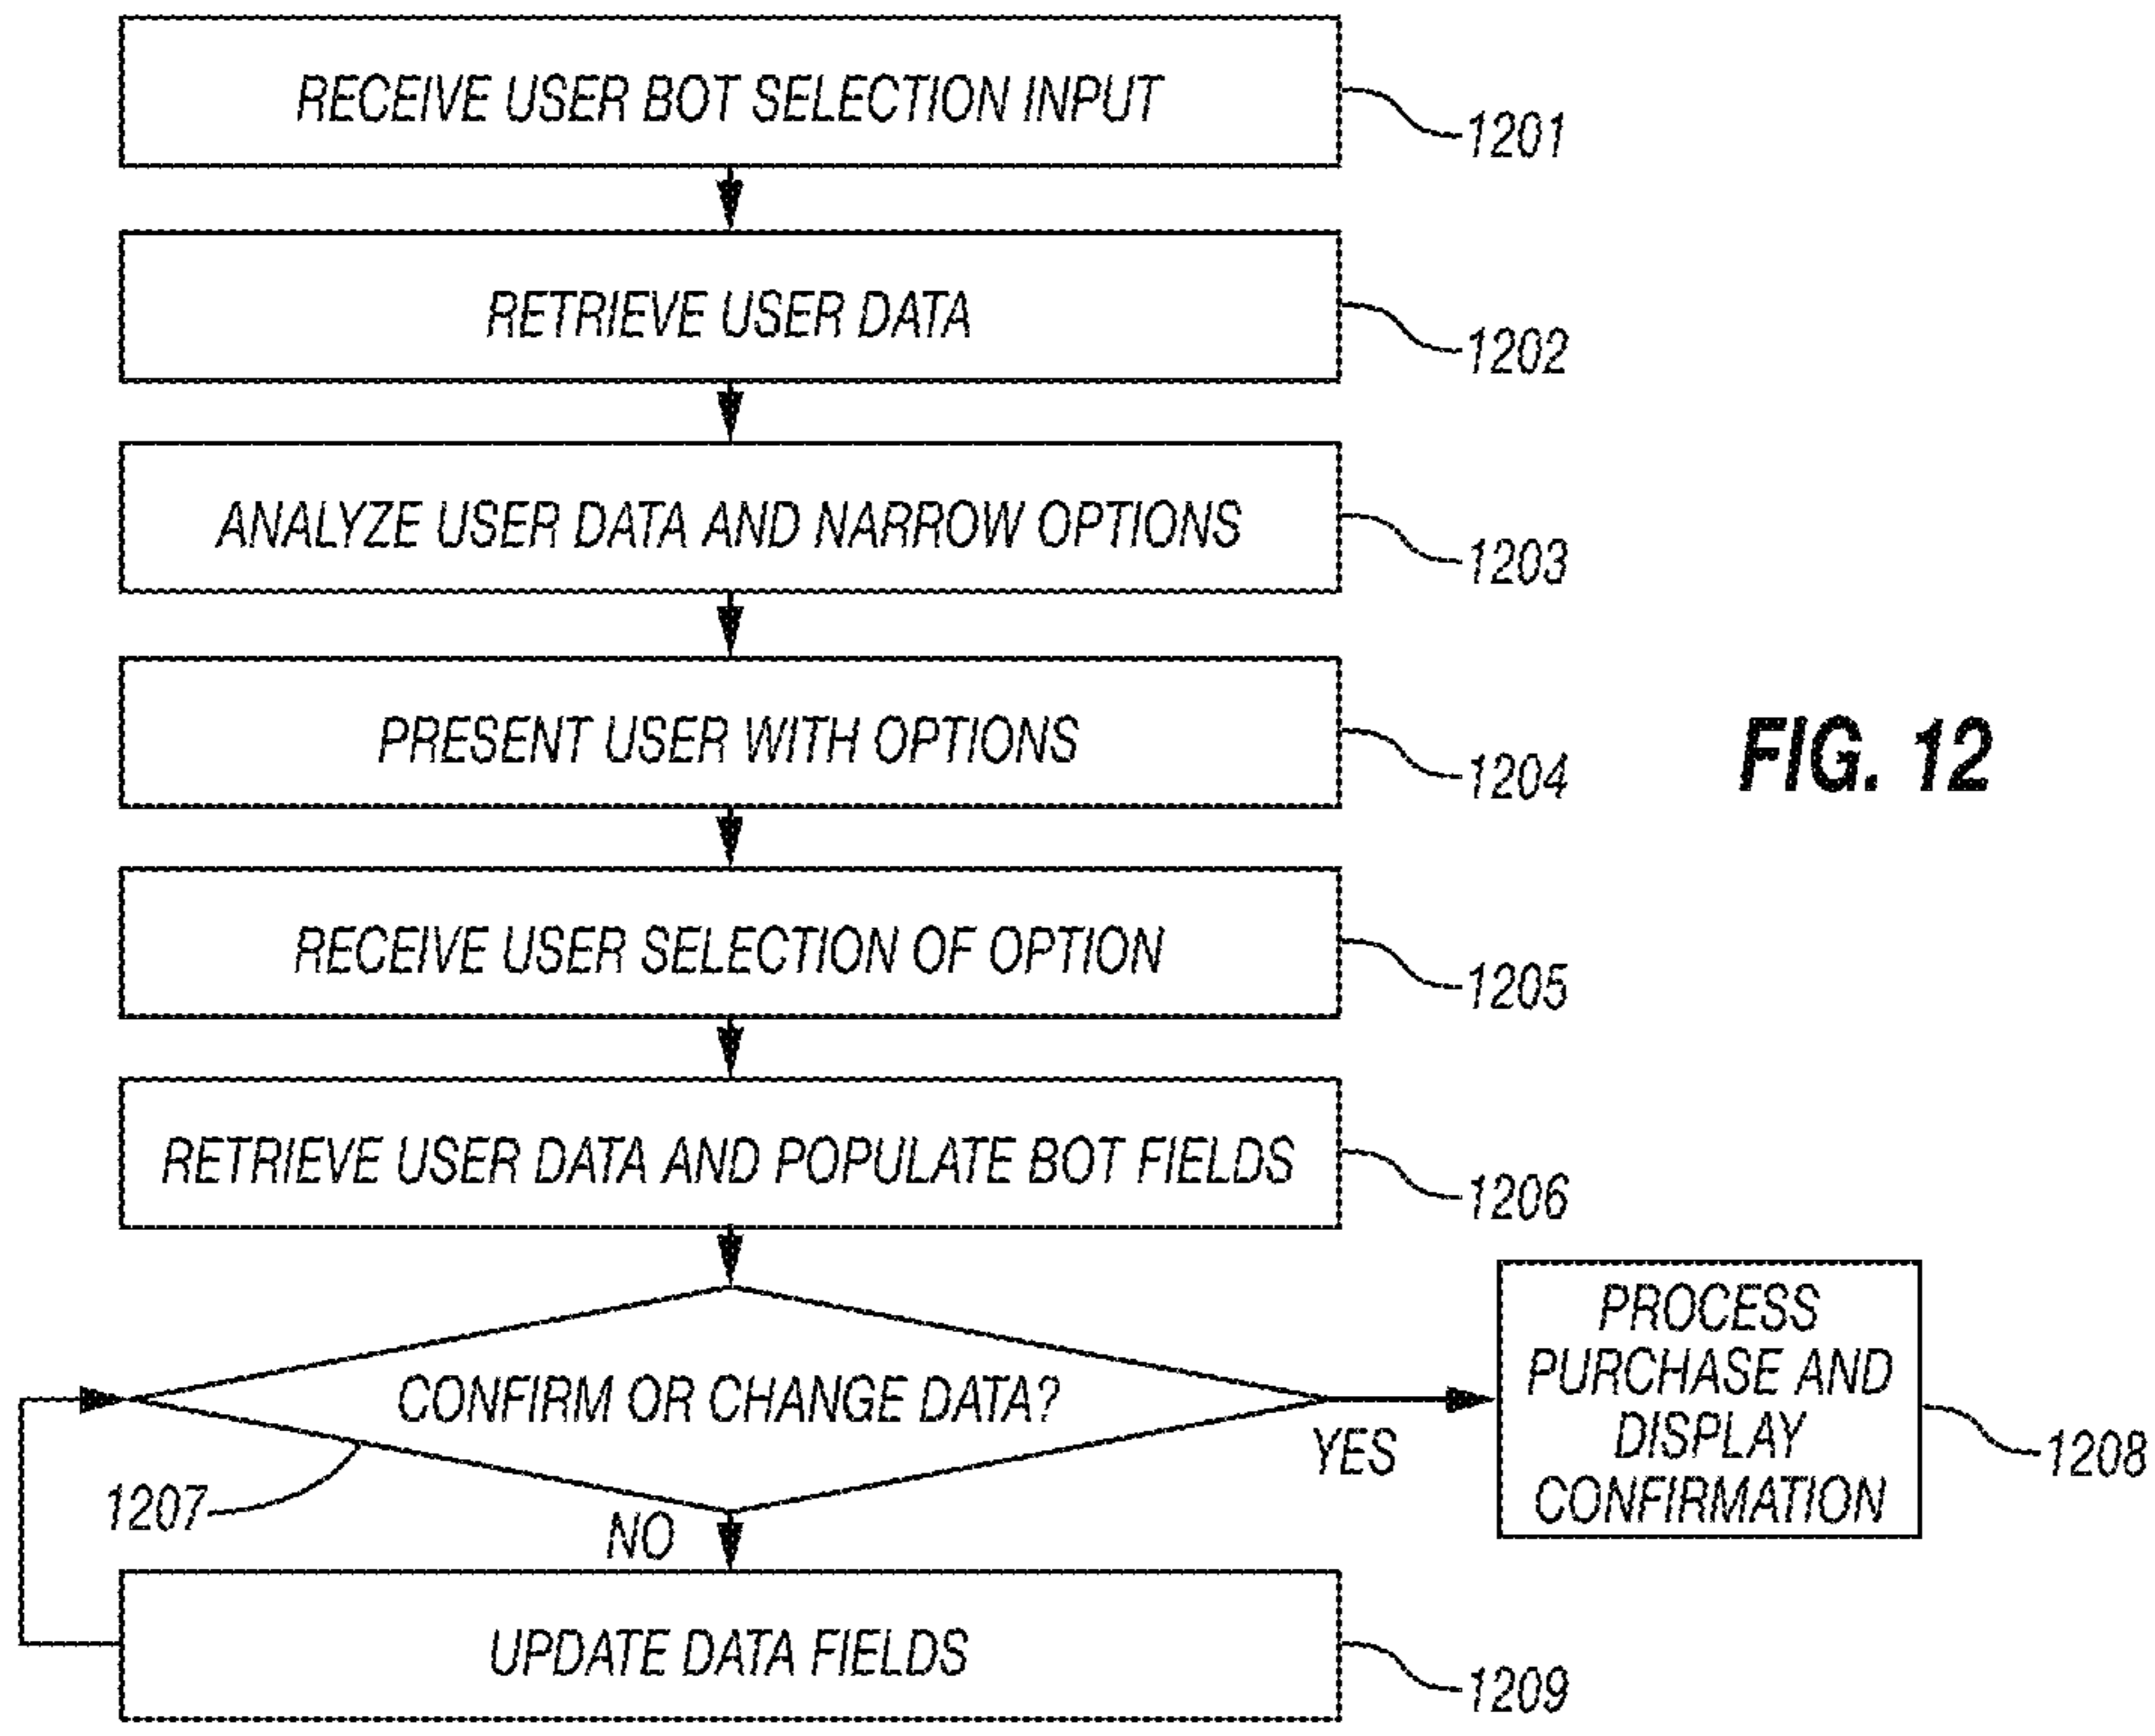 RECEIVE USER BOT SELECTION INPUT
1201
RETRIEVE USER DATA
1202
ANALYZE USER DATA AND NARROW OPTIONS
1203
PRESENT USER WITH OPTIONS
1204
FIG. 12
RECEIVE USER SELECTION OF OPTION
1205
RETRIEVE USER DATA AND POPULATE BOT FIELDS
1206
CONFIRM OR CHANGE DATA?
1207
YES
PROCESS
PURCHASE AND
DISPLAY
CONFIRMATION
1208
NO
UPDATE DATA FIELDS
1209